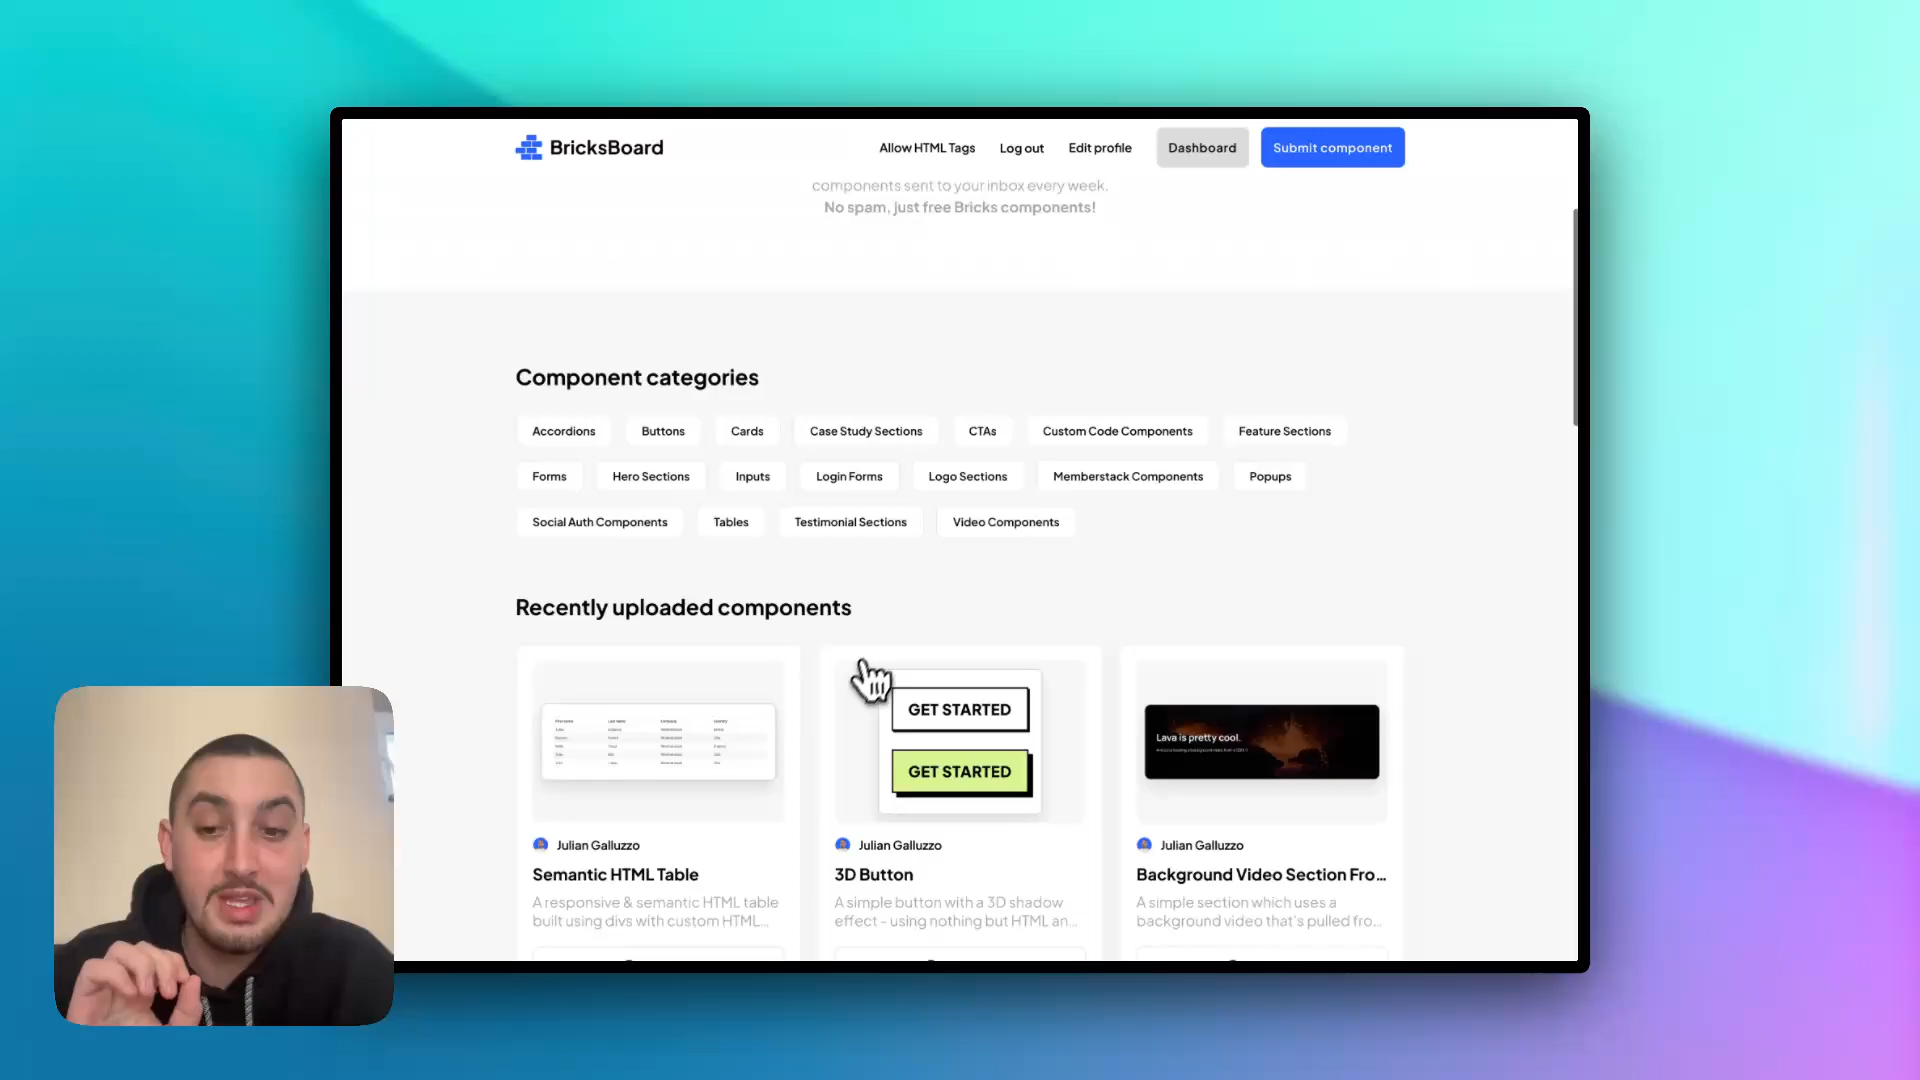 BricksBoard
Allow HTML Tags
Log out
Edit profile
Dashboard
Submit component
components sent to your inbox every week.
No spam, just free Bricks components!
Component categories
Accordions
Buttons
Cards
Case Study Sections
CTAs
Custom Code Components
Feature Sections
Forms
Hero Sections
Inputs
Login Forms
Logo Sections
Memberstack Components
Popups
Social Auth Components
Tables
Testimonial Sections
Video Components
Recently uploaded components
GET STARTED
GET STARTED
Lava is pretty cool.
Julian Galluzzo
Semantic HTML Table
A responsive & semantic HTML table
built using divs with custom HTML...
Julian Galluzzo
3D Button
A simple button with a 3D shadow
effect - using nothing but HTML an...
Julian Galluzzo
Background Video Section Fro...
A simple section which uses a
background video that's pulled fro...